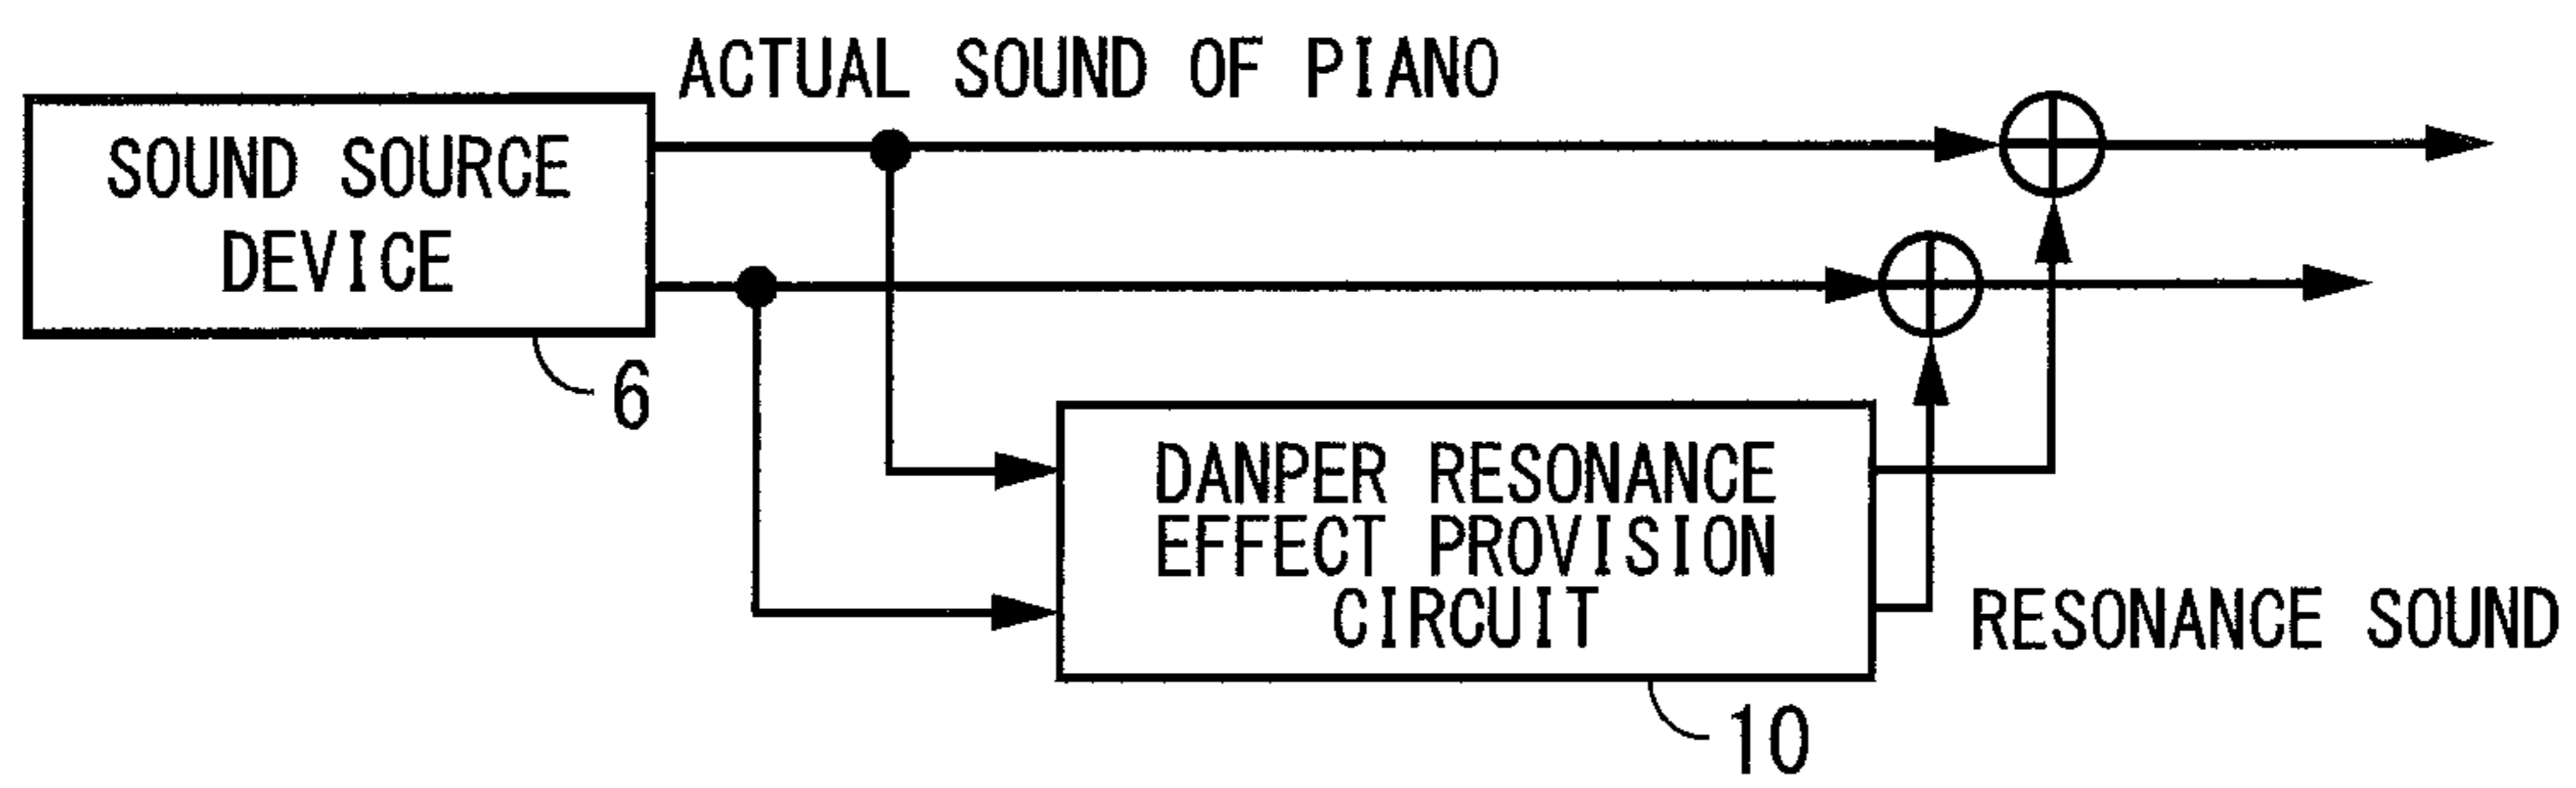 ACTUAL SOUND OF PIANO
SOUND SOURCE
DEVICE
6
DANPER RESONANCE
EFFECT PROVISION
CIRCUIT
RESONANCE SOUND
10